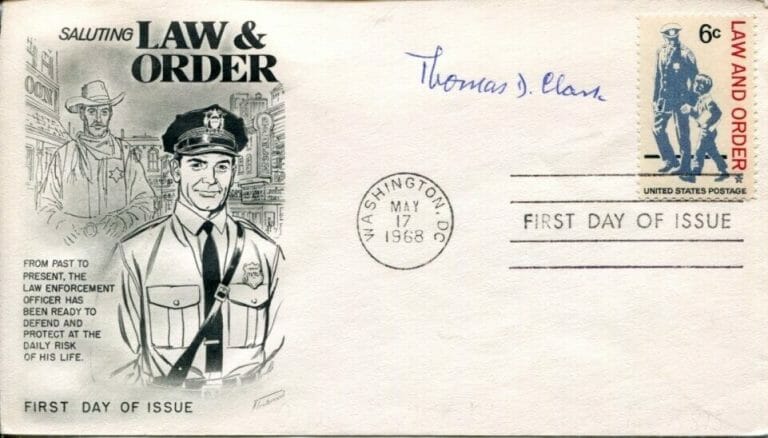 SALUTING LAW &
ORDER
FROM PAST TO
PRESENT, THE
LAW ENFORCEMENT
OFFICER HAS
BEEN READY TO
DEFEND AND
PROTECT AT THE
DAILY RISK
OF HIS LIFE.
FIRST DAY OF ISSUE
Thomas D. Clark
WASHINGTON, DC
MAY
17
1968
6c
LAW AND ORDER
UNITED STATES POSTAGE
FIRST DAY OF ISSUE